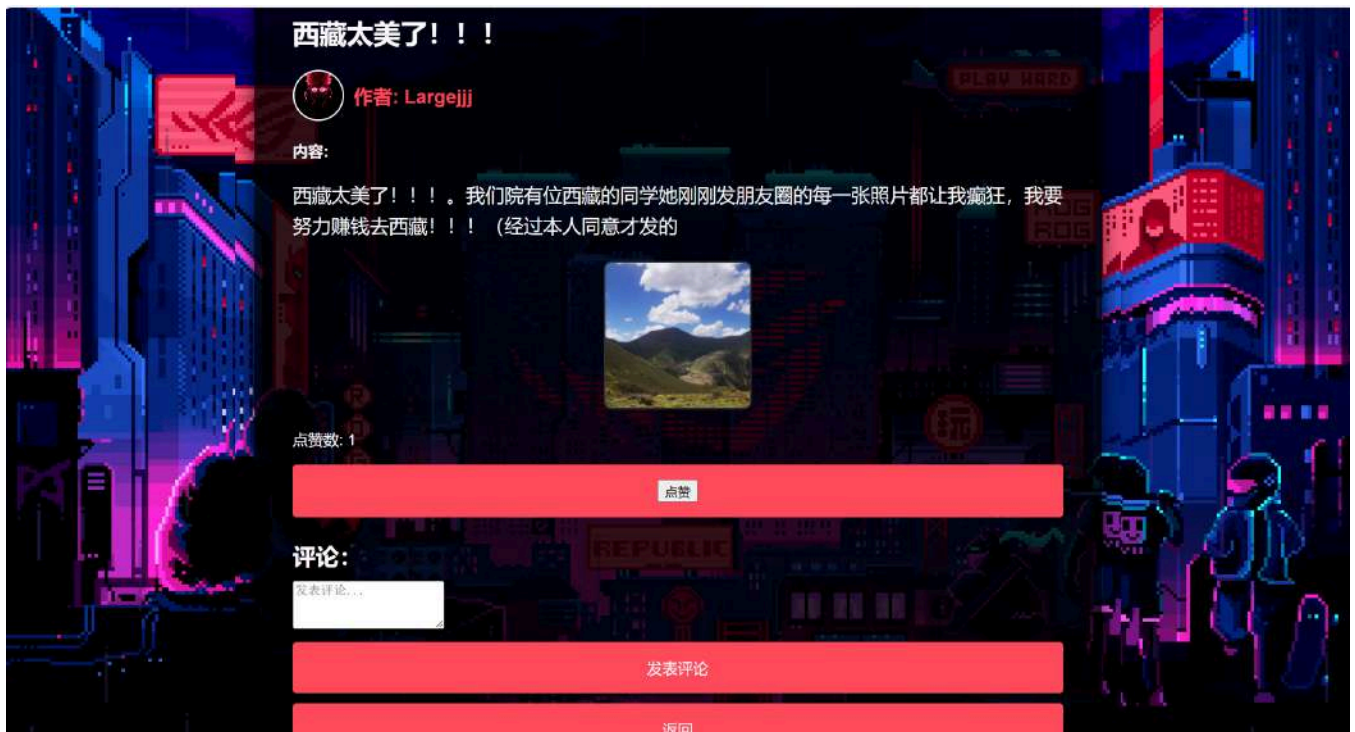 西藏太美了！！！
PLAY HARD
作者: Largejjj
内容:
西藏太美了！！！。我们院有位西藏的同学她刚刚发朋友圈的每一张照片都让我癫狂，我要
努力赚钱去西藏！！！（经过本人同意才发的
ROG
ROG
玩
点赞数: 1
点赞
REPUBLIC
评论：
发表评论...
发表评论
返回